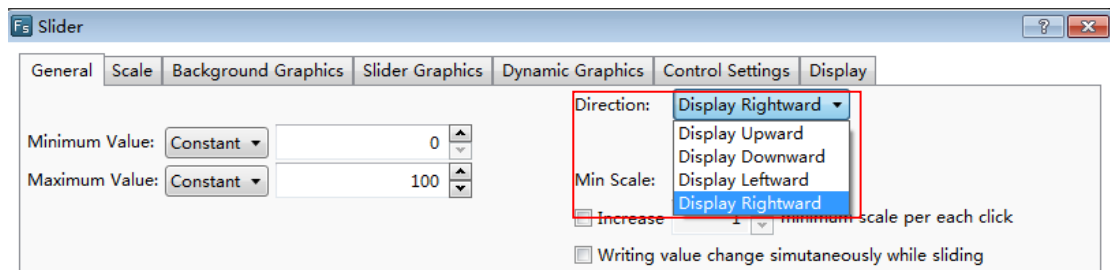 Fs Slider
General Scale Background Graphics Slider Graphics Dynamic Graphics Control Settings Display
Direction: Display Rightward
Display Upward
Minimum Value: Constant 0
Display Downward
Maximum Value: Constant 100 Min Scale: Display Leftward
Display Rightward
Increase 1 minimum scale per each click
Writing value change simutaneously while sliding